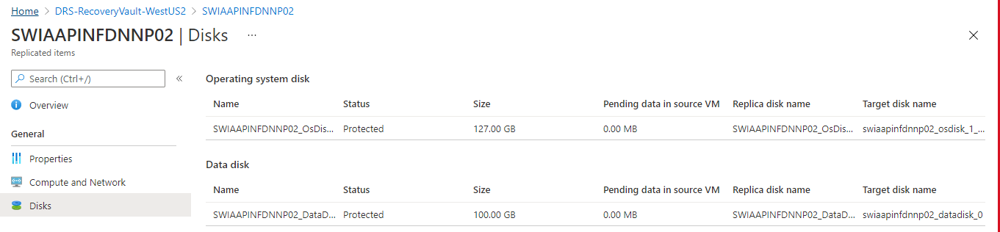 Home > DRS-RecoveryVault-WestUS2 > SWIAAPINFDNNP02
SWIAAPINFDNNP02 | Disks ...
Replicated items
Search (Ctrl+/) «
Overview
General
Properties
Compute and Network
Disks
Operating system disk
Name Status Size Pending data in source VM Replica disk name Target disk name
SWIAAPINFDNNP02_OsDis... Protected 127.00 GB 0.00 MB SWIAAPINFDNNP02_OsDis... swiaapinfdnnp02_osdisk_1_...
Data disk
Name Status Size Pending data in source VM Replica disk name Target disk name
SWIAAPINFDNNP02_DataD... Protected 100.00 GB 0.00 MB SWIAAPINFDNNP02_DataD... swiaapinfdnnp02_datadisk_0